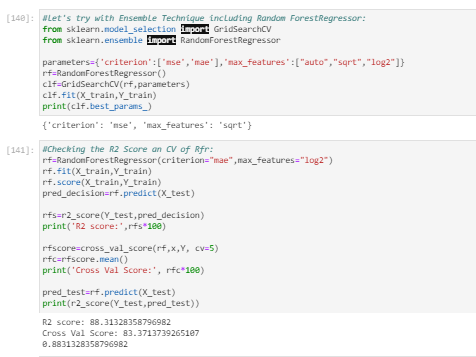 [140]: #Let's try with Ensemble Technique including Random ForestRegressor:
from sklearn.model_selection import GridSearchCV
from sklearn.ensemble import RandomForestRegressor
parameters={'criterion':['mse','mae'],'max_features':["auto","sqrt","log2"]}
rf=RandomForestRegressor()
clf=GridSearchCV(rf,parameters)
clf.fit(X_train,Y_train)
print(clf.best_params_)
{'criterion': 'mse', 'max_features': 'sqrt'}
[141]: #Checking the R2 Score an CV of Rfr:
rf=RandomForestRegressor(criterion="mae",max_features="log2")
rf.fit(X_train,Y_train)
rf.score(X_train,Y_train)
pred_decision=rf.predict(X_test)
rfs=r2_score(Y_test,pred_decision)
print('R2 score:',rfs*100)
rfscore=cross_val_score(rf,x,Y, cv=5)
rfc=rfscore.mean()
print('Cross Val Score:', rfc*100)
pred_test=rf.predict(X_test)
print(r2_score(Y_test,pred_test))
R2 score: 88.31328358796982
Cross Val Score: 83.3713739265107
0.8831328358796982